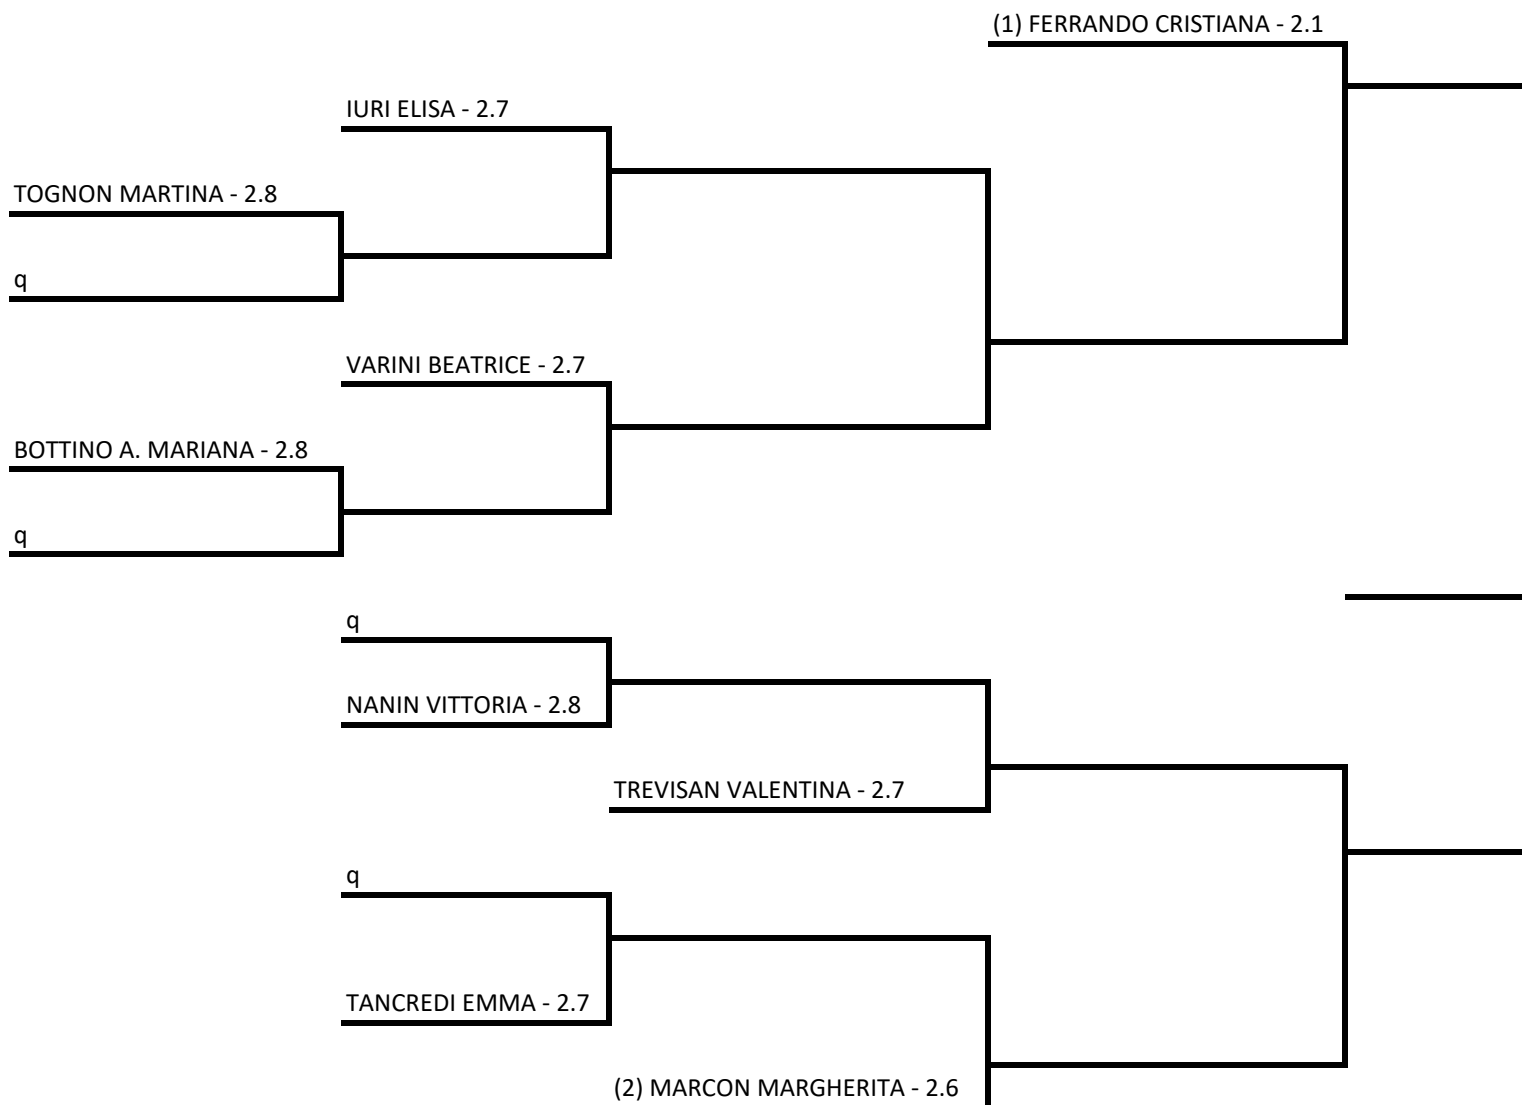 (1) FERRANDO CRISTIANA - 2.1
IURI ELISA - 2.7
TOGNON MARTINA - 2.8
q
VARINI BEATRICE - 2.7
BOTTINO A. MARIANA - 2.8
q
q
NANIN VITTORIA - 2.8
TREVISAN VALENTINA - 2.7
q
TANCREDI EMMA - 2.7
(2) MARCON MARGHERITA - 2.6